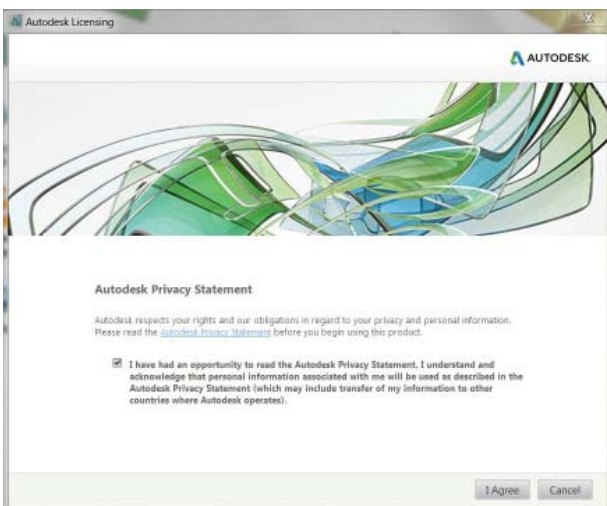 Autodesk Licensing
AUTODESK.
Autodesk Privacy Statement
Autodesk respects your rights and our obligations in regard to your privacy and personal information.
Please read the Autodesk Privacy Statement before you begin using this product.
I have had an opportunity to read the Autodesk Privacy Statement. I understand and
acknowledge that personal information associated with me will be used as described in the
Autodesk Privacy Statement (which may include transfer of my information to other
countries where Autodesk operates).
I Agree Cancel